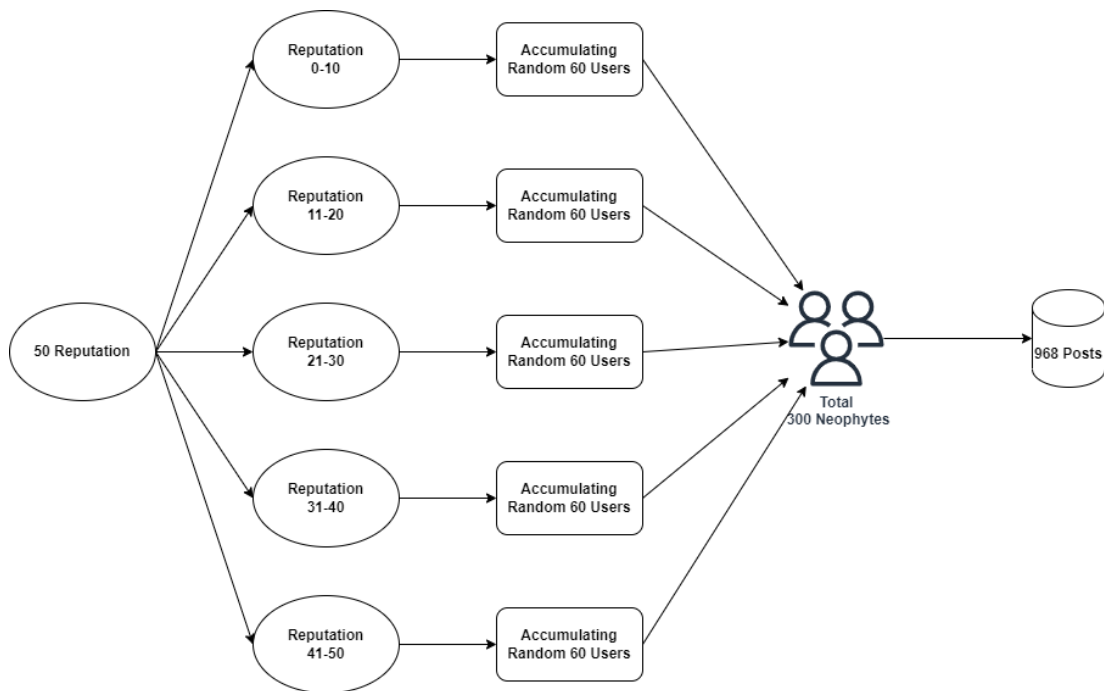 Reputation
0-10
Accumulating
Random 60 Users
Reputation
11-20
Accumulating
Random 60 Users
50 Reputation
Reputation
21-30
Accumulating
Random 60 Users
Total
300 Neophytes
968 Posts
Reputation
31-40
Accumulating
Random 60 Users
Reputation
41-50
Accumulating
Random 60 Users